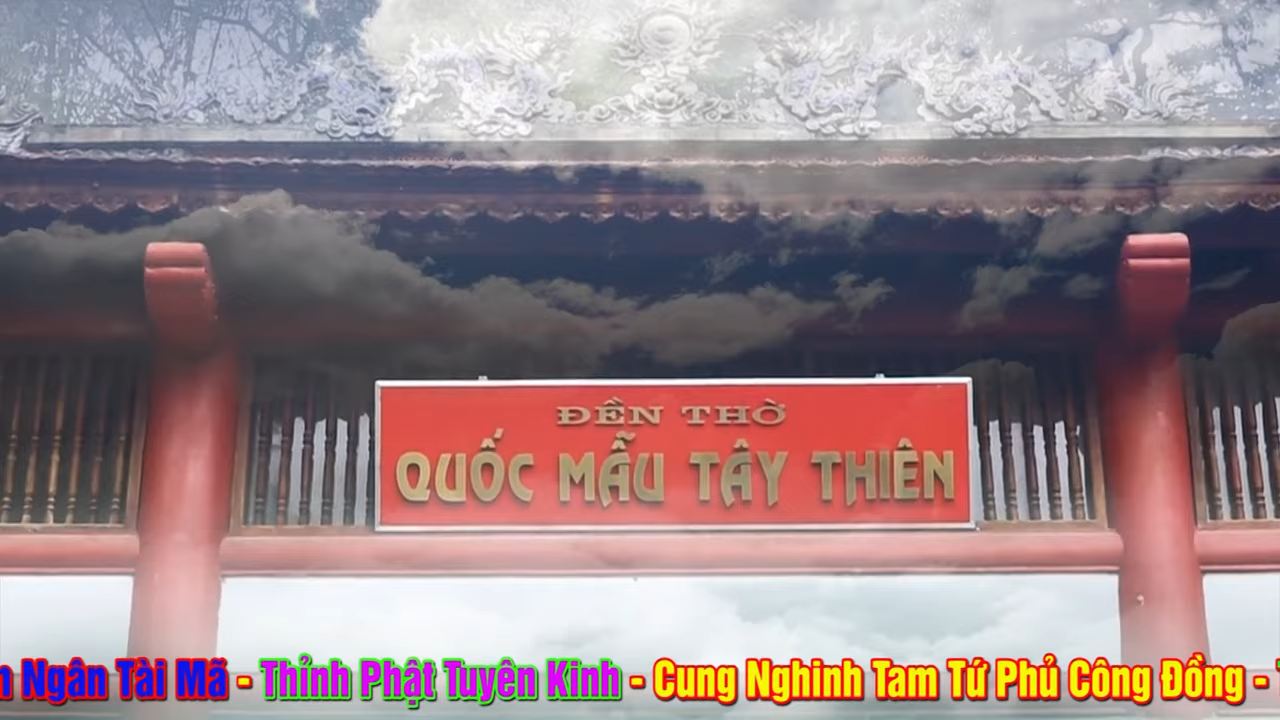 ĐỀN THỜ
QUỐC MẪU TÂY THIÊN
Ngân Tài Mã - Thỉnh Phật Tuyên Kinh - Cung Nghinh Tam Tứ Phủ Công Đồng -